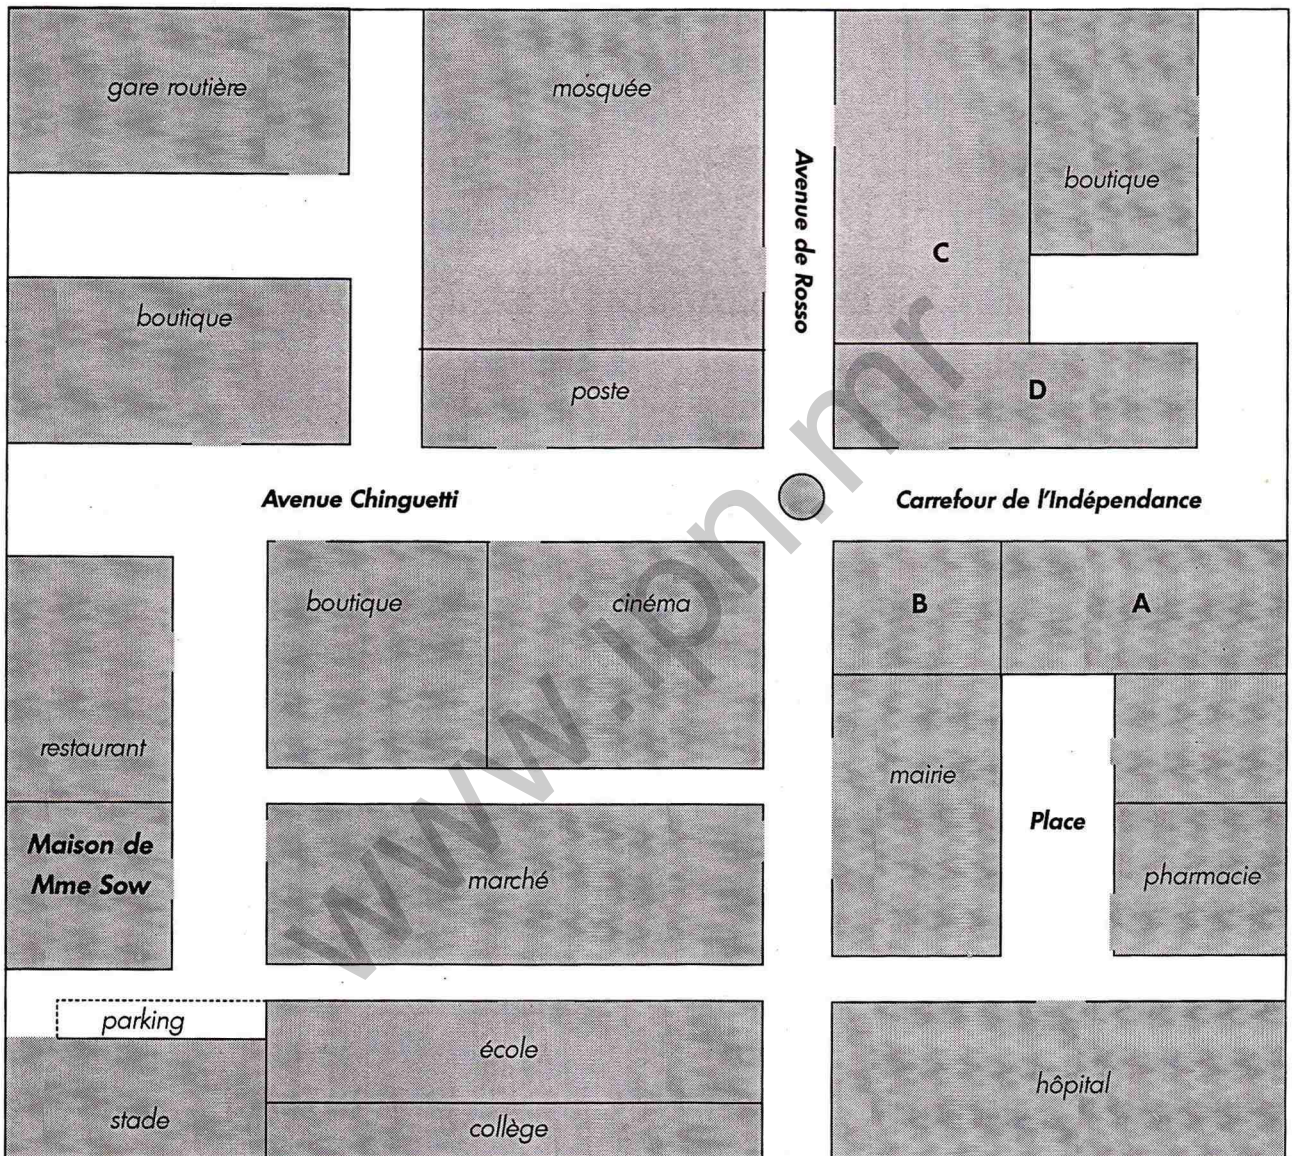 gare routière
mosquée
boutique
Avenue de Rosso
C
boutique
poste
D
Avenue Chinguetti
Carrefour de l'Indépendance
boutique
cinéma
B
A
restaurant
mairie
Place
Maison de
Mme Sow
marché
pharmacie
parking
école
hôpital
stade
collège
www.ipn.mr